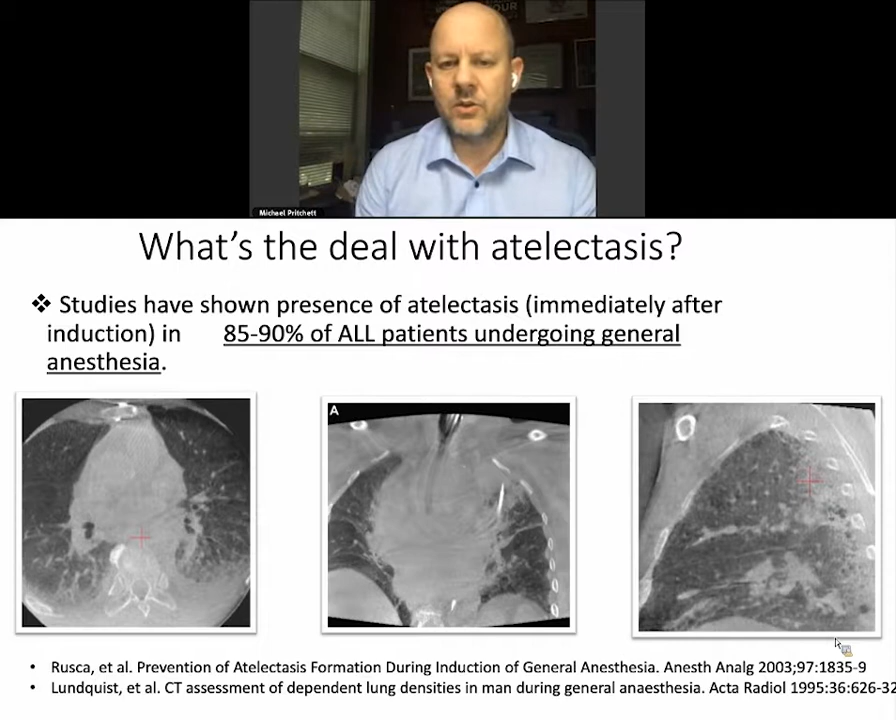 OUR
Michael Pritchett
What's the deal with atelectasis?
❖ Studies have shown presence of atelectasis (immediately after
induction) in 85-90% of ALL patients undergoing general
anesthesia.
A
• Rusca, et al. Prevention of Atelectasis Formation During Induction of General Anesthesia. Anesth Analg 2003;97:1835-9
• Lundquist, et al. CT assessment of dependent lung densities in man during general anaesthesia. Acta Radiol 1995:36:626-32